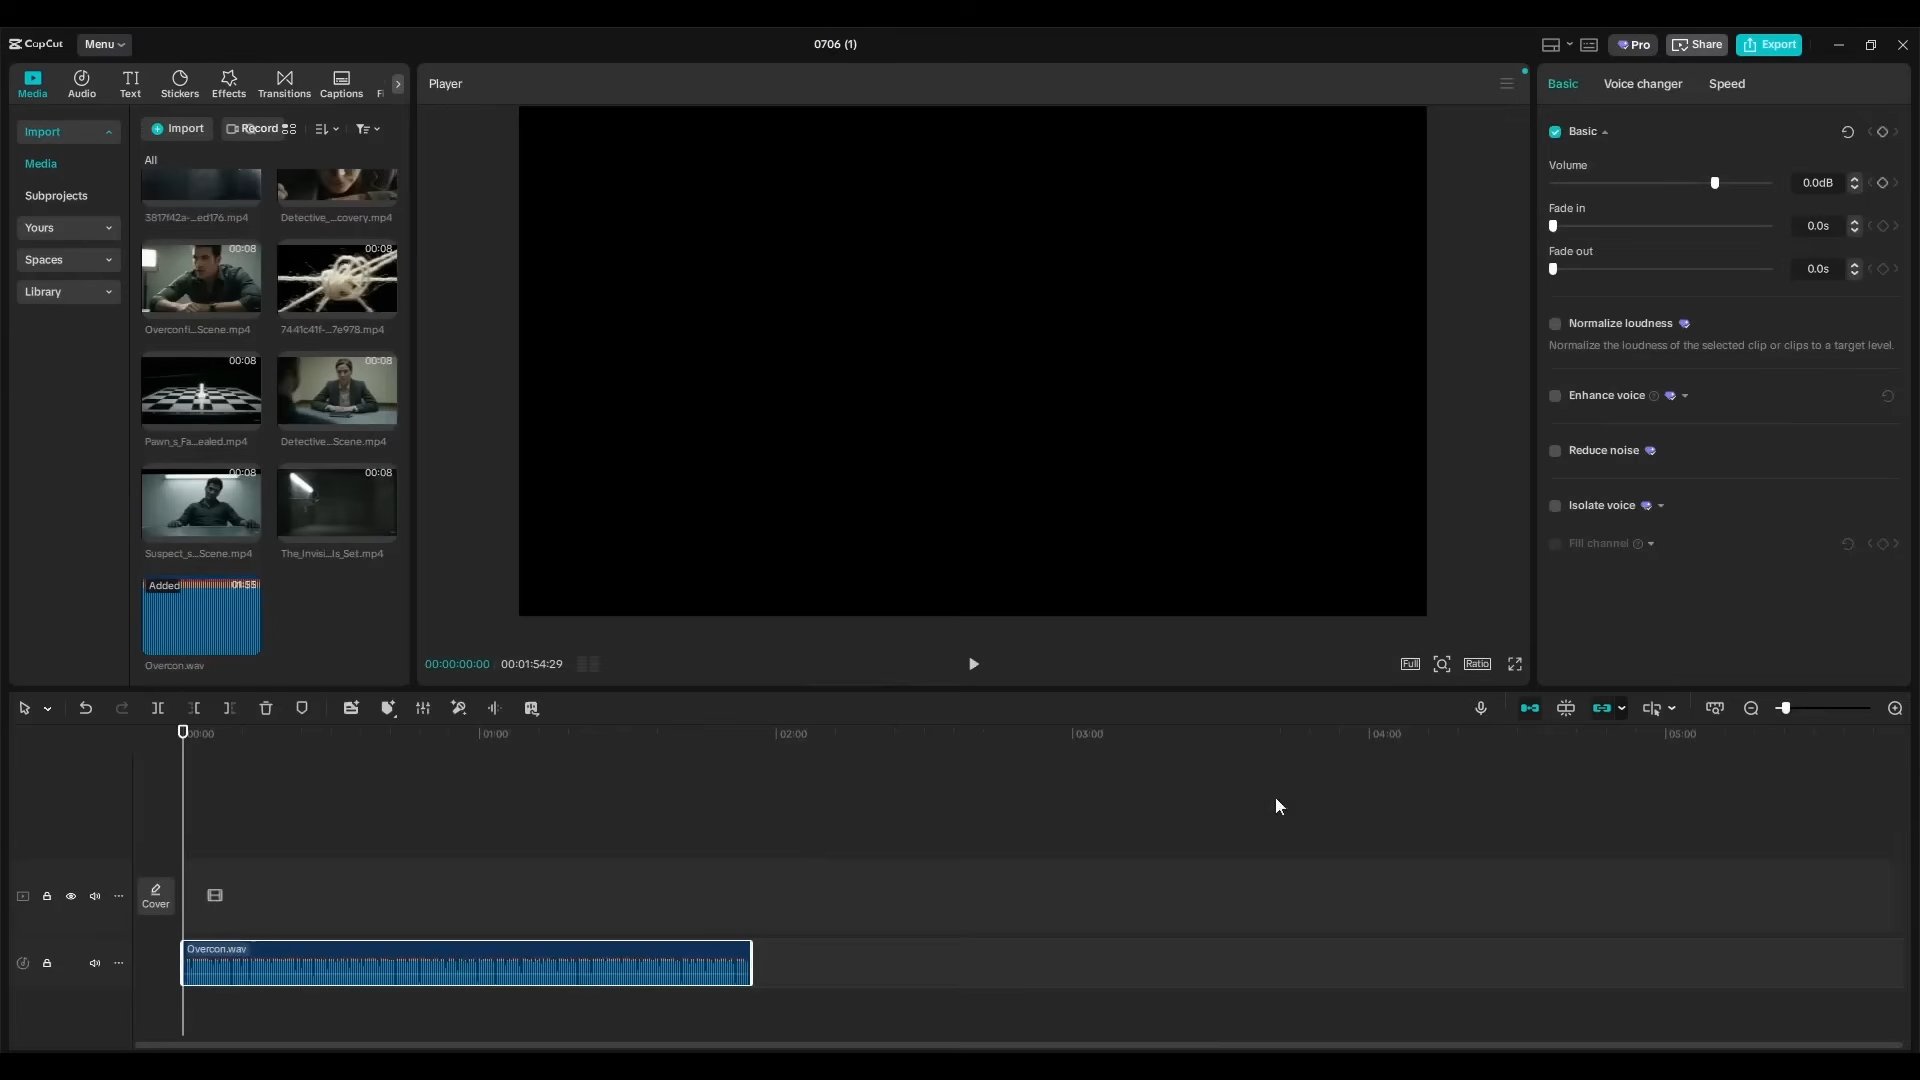 CapCut
Menu
0706 (1)
Pro
Share
Export
Media
Audio
Text
Stickers
Effects
Transitions
Captions
Fi
Player
Basic
Voice changer
Speed
Import
Media
Subprojects
Yours
Spaces
Library
Import
Record
All
3817f42a-...ed176.mp4
Detective_...covery.mp4
00:08
00:08
Overconfi...Scene.mp4
7441c41f-...7e978.mp4
00:08
00:08
Pawn_s_Fa...ealed.mp4
Detective...Scene.mp4
00:08
00:08
Suspect_s...Scene.mp4
The_Invisi...Is_Set.mp4
Added
01:55
Overcon.wav
00:00:00:00 / 00:01:54:29
Full
Ratio
Basic
Volume
0.0dB
Fade in
0.0s
Fade out
0.0s
Normalize loudness
Normalize the loudness of the selected clip or clips to a target level.
Enhance voice
Reduce noise
Isolate voice
Fill channel
00:00
01:00
02:00
03:00
04:00
05:00
Cover
Overcon.wav